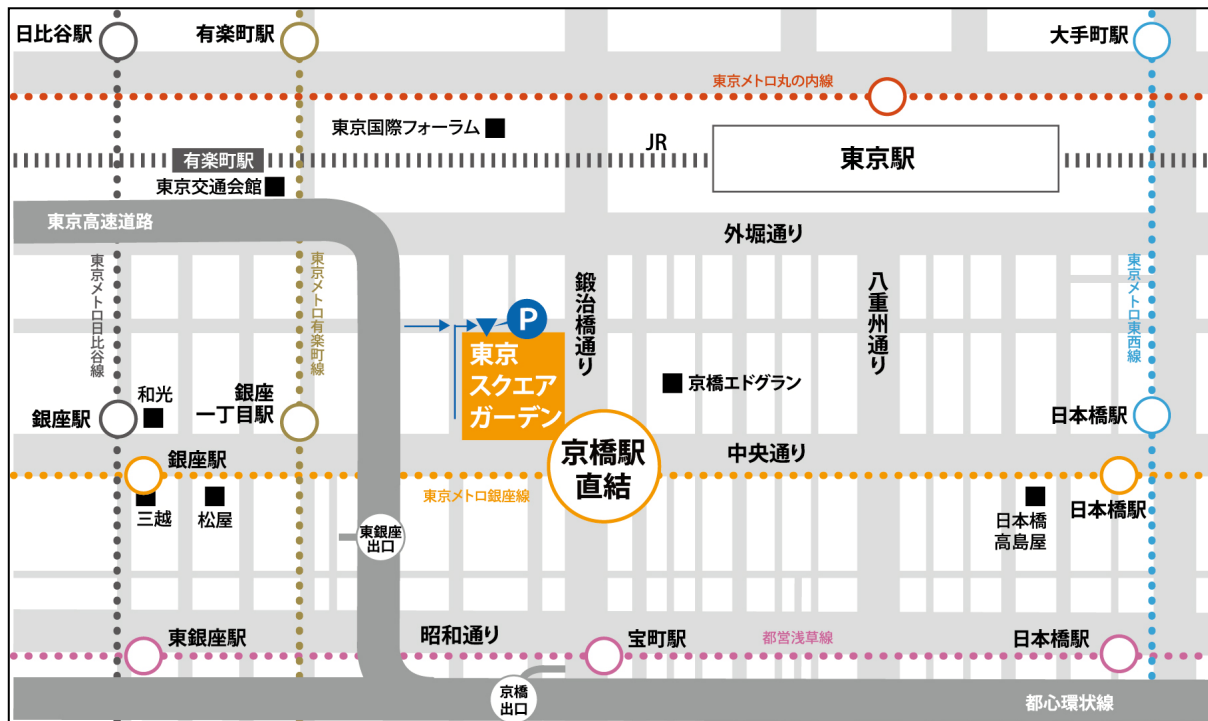 日比谷駅
有楽町駅
大手町駅
東京メトロ丸の内線
東京国際フォーラム
JR
東京駅
有楽町駅
東京交通会館
東京高速道路
外堀通り
東京メトロ日比谷線
東京メトロ有楽町線
鍛冶橋通り
八重州通り
東京メトロ東西線
P
東京
スクエア
ガーデン
京橋エドグラン
和光
銀座駅
銀座
一丁目駅
日本橋駅
銀座駅
京橋駅
直結
中央通り
東京メトロ銀座線
三越
松屋
日本橋駅
日本橋
高島屋
東銀座
出口
東銀座駅
昭和通り
宝町駅
都営浅草線
日本橋駅
京橋
出口
都心環状線